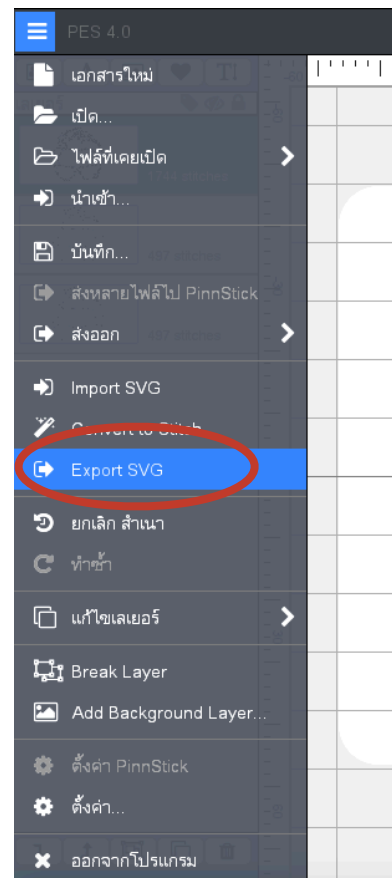 PES 4.0
เอกสารใหม่
เปิด...
ไฟล์ที่เคยเปิด
นำเข้า...
บันทึก...
ส่งหลายไฟล์ไป PinnStick
ส่งออก
Import SVG
Convert to Stitch
Export SVG
ยกเลิก สำเนา
ทำซ้ำ
แก้ไขเลเยอร์
Break Layer
Add Background Layer...
ตั้งค่า PinnStick
ตั้งค่า...
ออกจากโปรแกรม